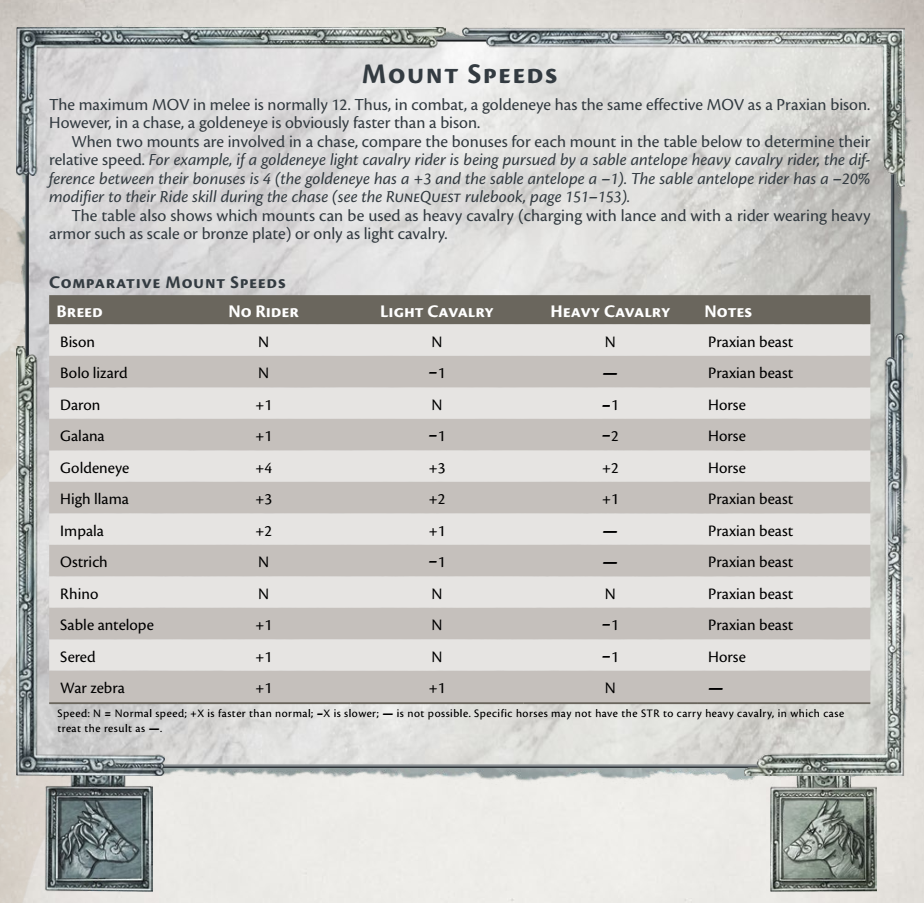 Mount Speeds
The maximum MOV in melee is normally 12. Thus, in combat, a goldeneye has the same effective MOV as a Praxian bison.
However, in a chase, a goldeneye is obviously faster than a bison.
When two mounts are involved in a chase, compare the bonuses for each mount in the table below to determine their
relative speed. For example, if a goldeneye light cavalry rider is being pursued by a sable antelope heavy cavalry rider, the dif-
ference between their bonuses is 4 (the goldeneye has a +3 and the sable antelope a −1). The sable antelope rider has a −20%
modifier to their Ride skill during the chase (see the RuneQuest rulebook, page 151–153).
The table also shows which mounts can be used as heavy cavalry (charging with lance and with a rider wearing heavy
armor such as scale or bronze plate) or only as light cavalry.
Comparative Mount Speeds
Breed No Rider Light Cavalry Heavy Cavalry Notes
Bison N N N Praxian beast
Bolo lizard N −1 — Praxian beast
Daron +1 N −1 Horse
Galana +1 −1 −2 Horse
Goldeneye +4 +3 +2 Horse
High llama +3 +2 +1 Praxian beast
Impala +2 +1 — Praxian beast
Ostrich N −1 — Praxian beast
Rhino N N N Praxian beast
Sable antelope +1 N −1 Praxian beast
Sered +1 N −1 Horse
War zebra +1 +1 N —
Speed: N = Normal speed; +X is faster than normal; −X is slower; — is not possible. Specific horses may not have the STR to carry heavy cavalry, in which case
treat the result as —.